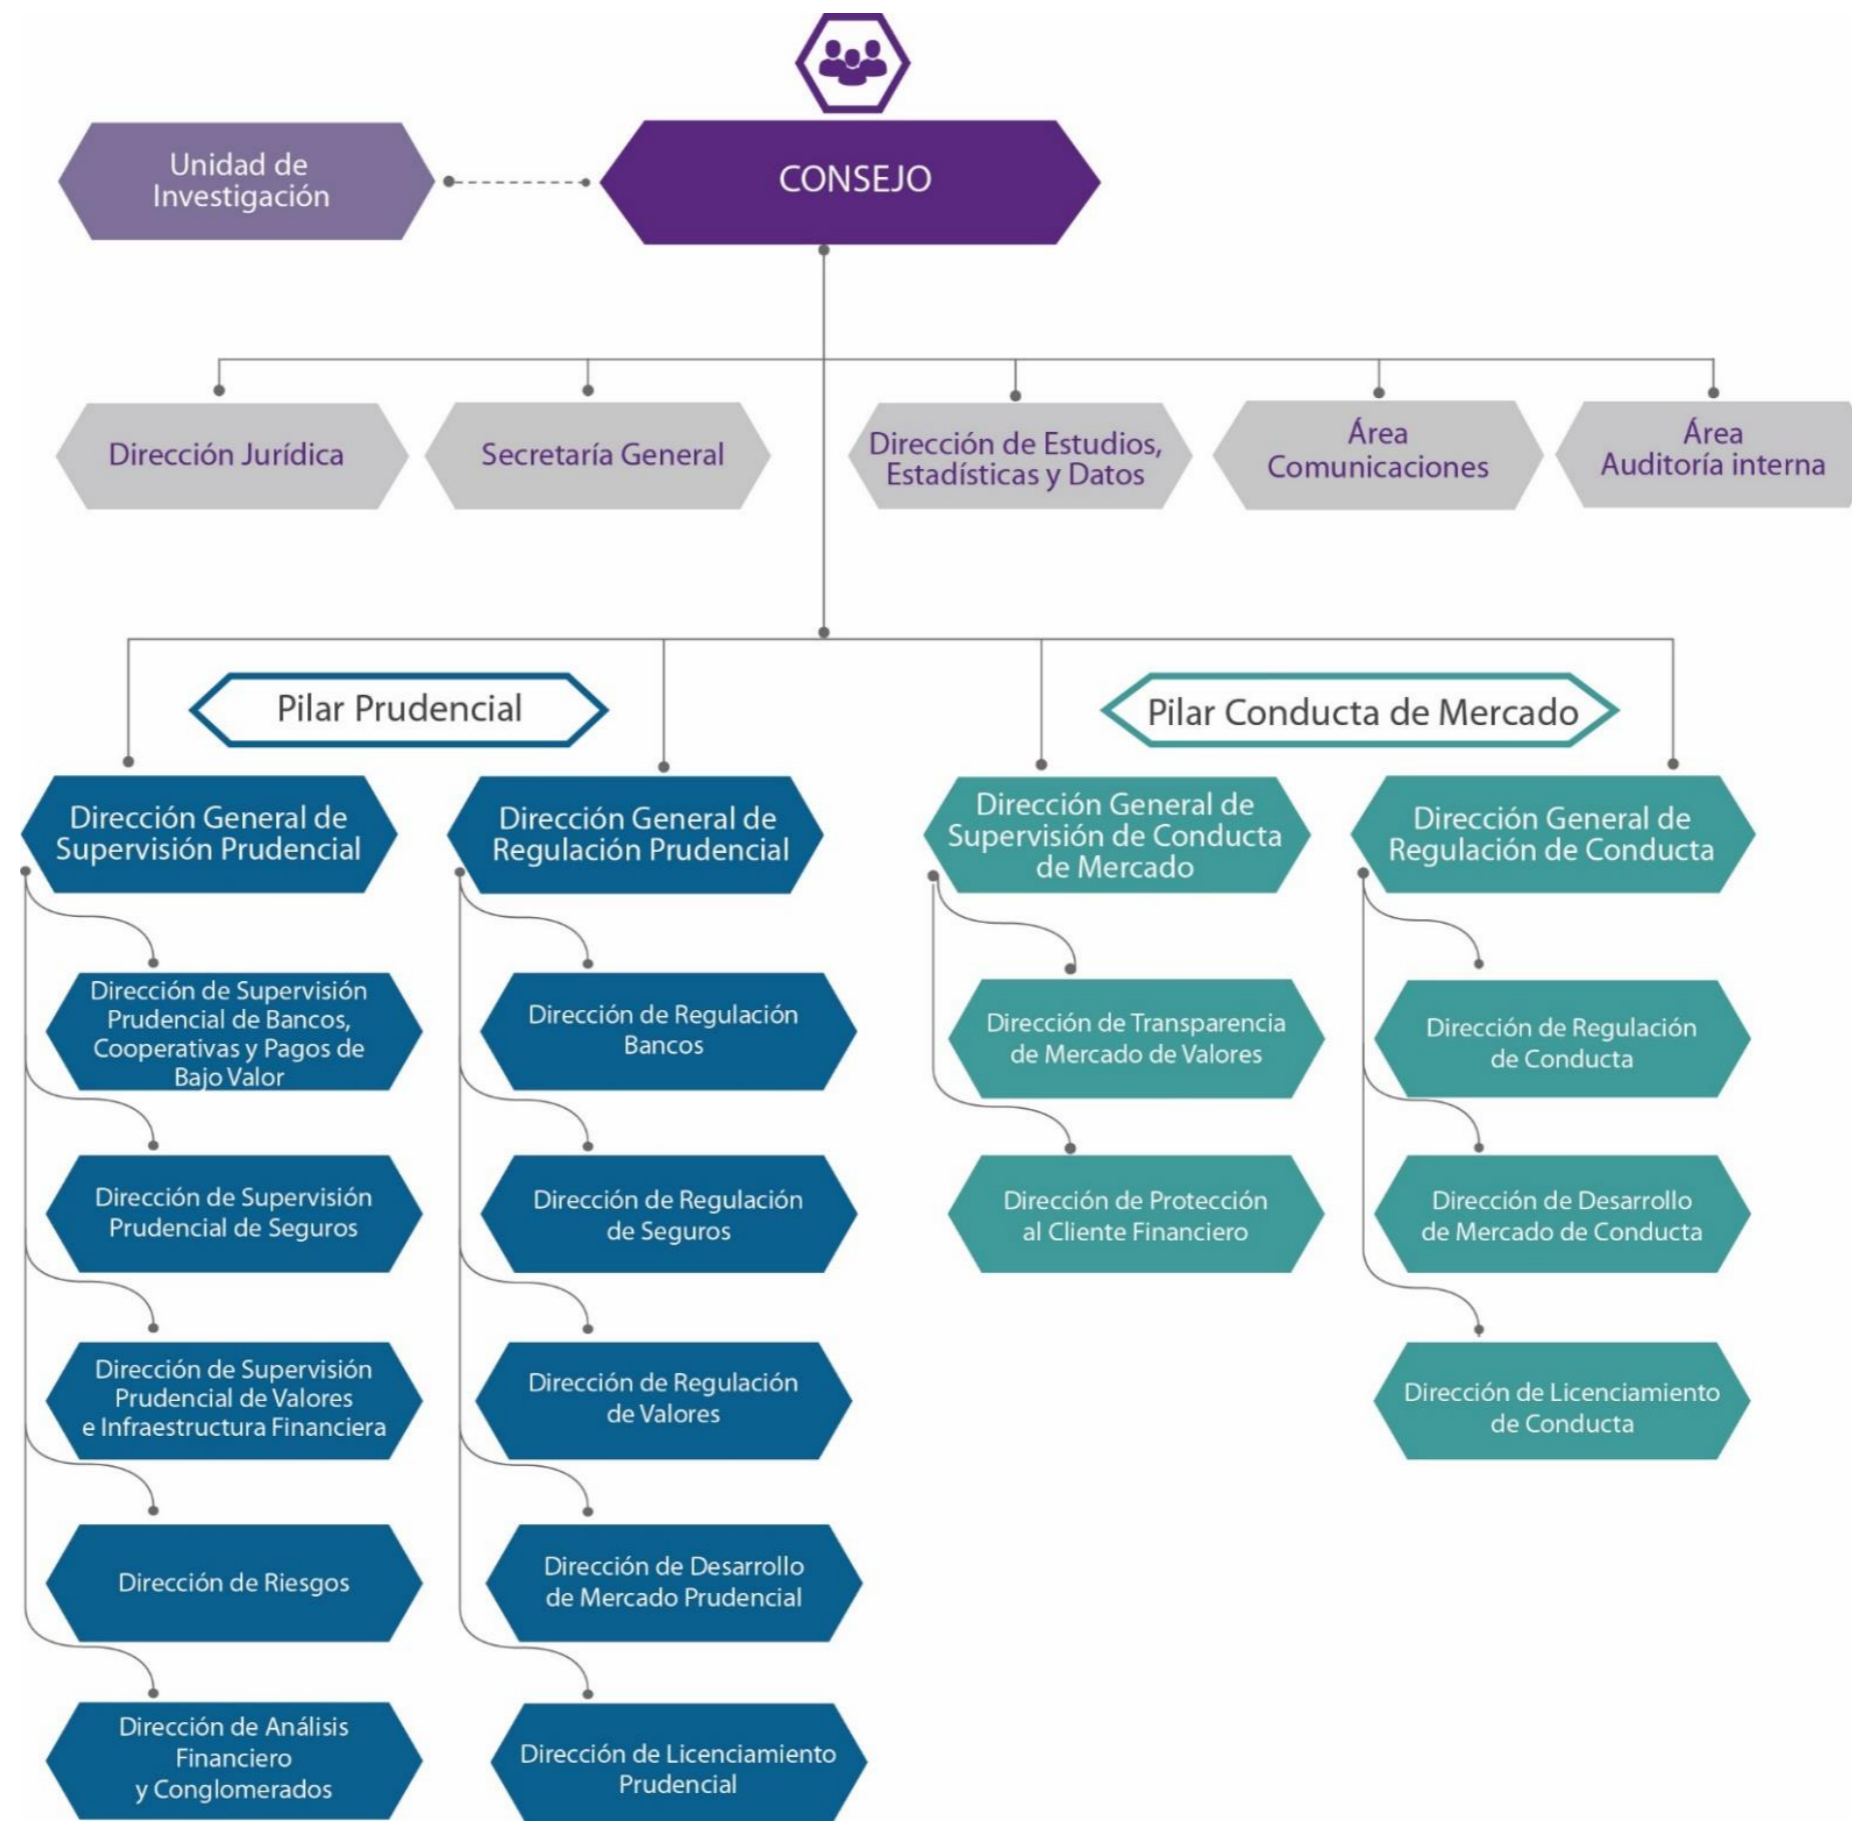 Unidad de
Investigación
CONSEJO
Dirección Jurídica
Secretaría General
Dirección de Estudios,
Estadísticas y Datos
Área
Comunicaciones
Área
Auditoría interna
Pilar Prudencial
Pilar Conducta de Mercado
Dirección General de
Supervisión Prudencial
Dirección General de
Regulación Prudencial
Dirección General de
Supervisión de Conducta
de Mercado
Dirección General de
Regulación de Conducta
Dirección de Supervisión
Prudencial de Bancos,
Cooperativas y Pagos de
Bajo Valor
Dirección de Regulación
Bancos
Dirección de Transparencia
de Mercado de Valores
Dirección de Regulación
de Conducta
Dirección de Supervisión
Prudencial de Seguros
Dirección de Regulación
de Seguros
Dirección de Protección
al Cliente Financiero
Dirección de Desarrollo
de Mercado de Conducta
Dirección de Supervisión
Prudencial de Valores
e Infraestructura Financiera
Dirección de Regulación
de Valores
Dirección de Licenciamiento
de Conducta
Dirección de Riesgos
Dirección de Desarrollo
de Mercado Prudencial
Dirección de Análisis
Financiero
y Conglomerados
Dirección de Licenciamiento
Prudencial